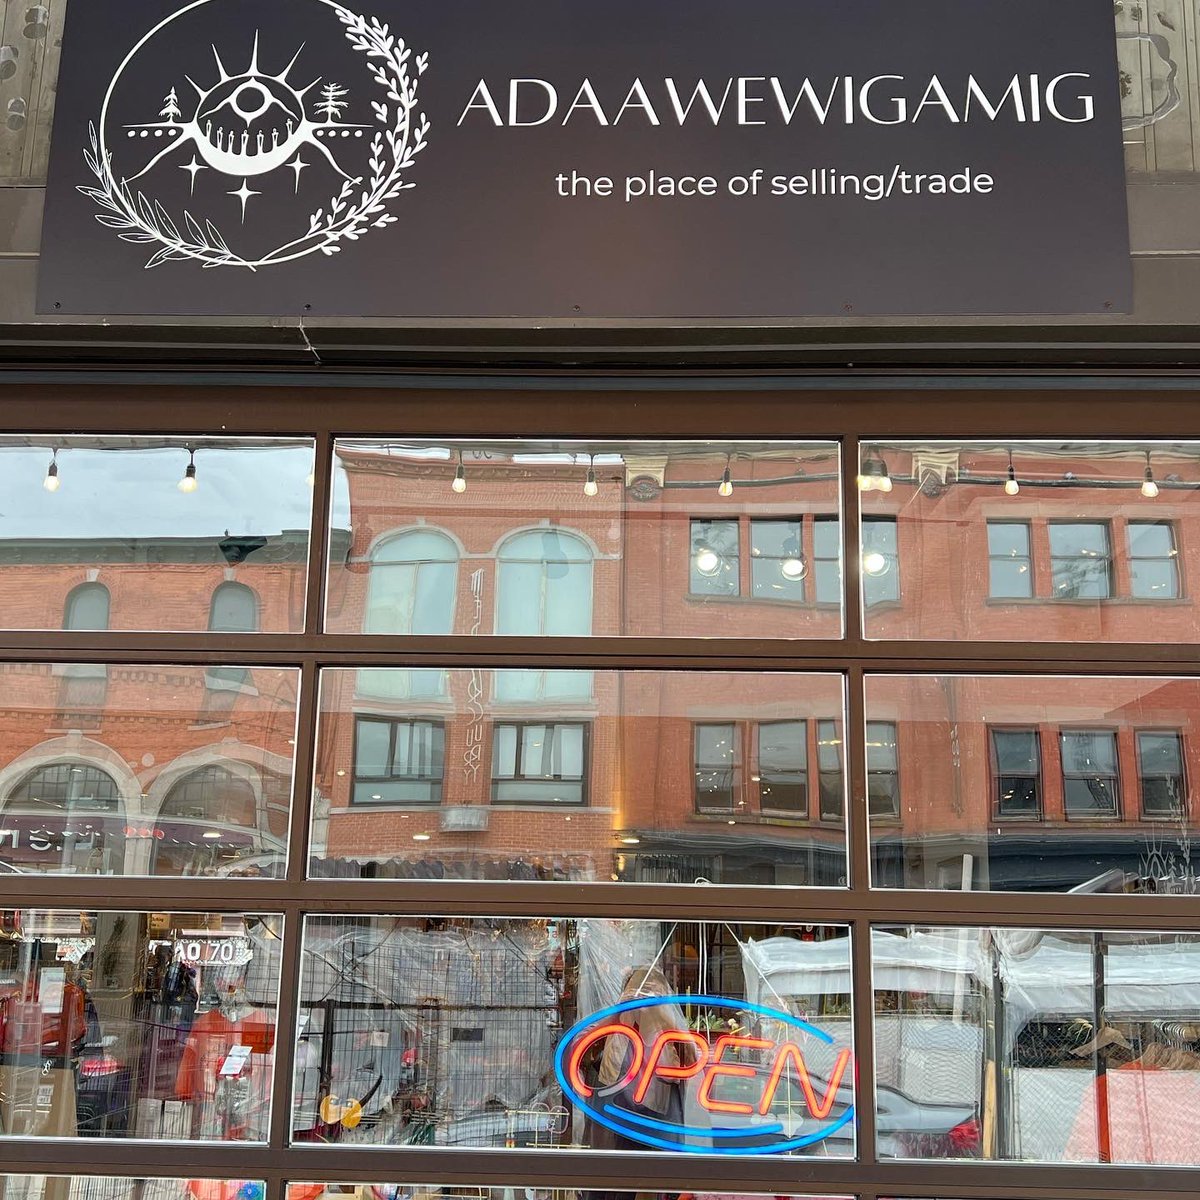 ADAAWEWIGAMIG
the place of selling/trade
OPEN